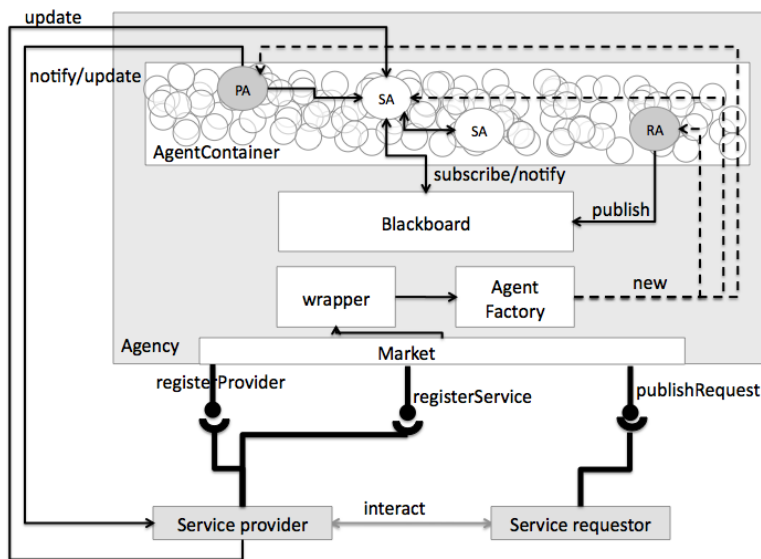 update
notify/update
PA
SA
SA
RA
AgentContainer
subscribe/notify
publish
Blackboard
wrapper
Agent
Factory
new
Agency
Market
registerProvider
registerService
publishRequest
interact
Service provider
Service requestor